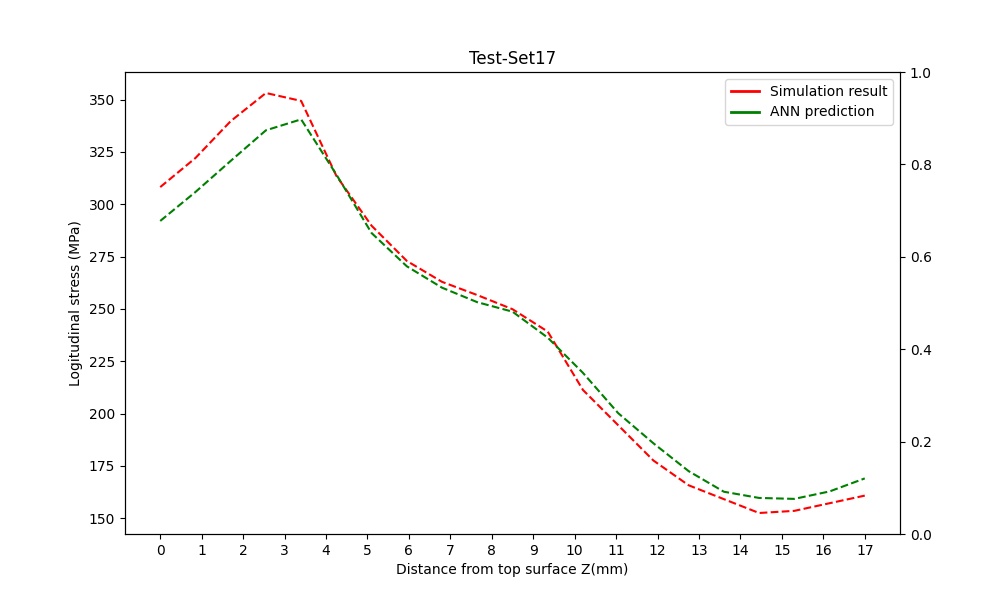 Test-Set17
Simulation result
ANN prediction
350
325
300
275
250
225
200
175
150
1.0
0.8
0.6
0.4
0.2
0.0
Logitudinal stress (MPa)
0 1 2 3 4 5 6 7 8 9 10 11 12 13 14 15 16 17
Distance from top surface Z(mm)